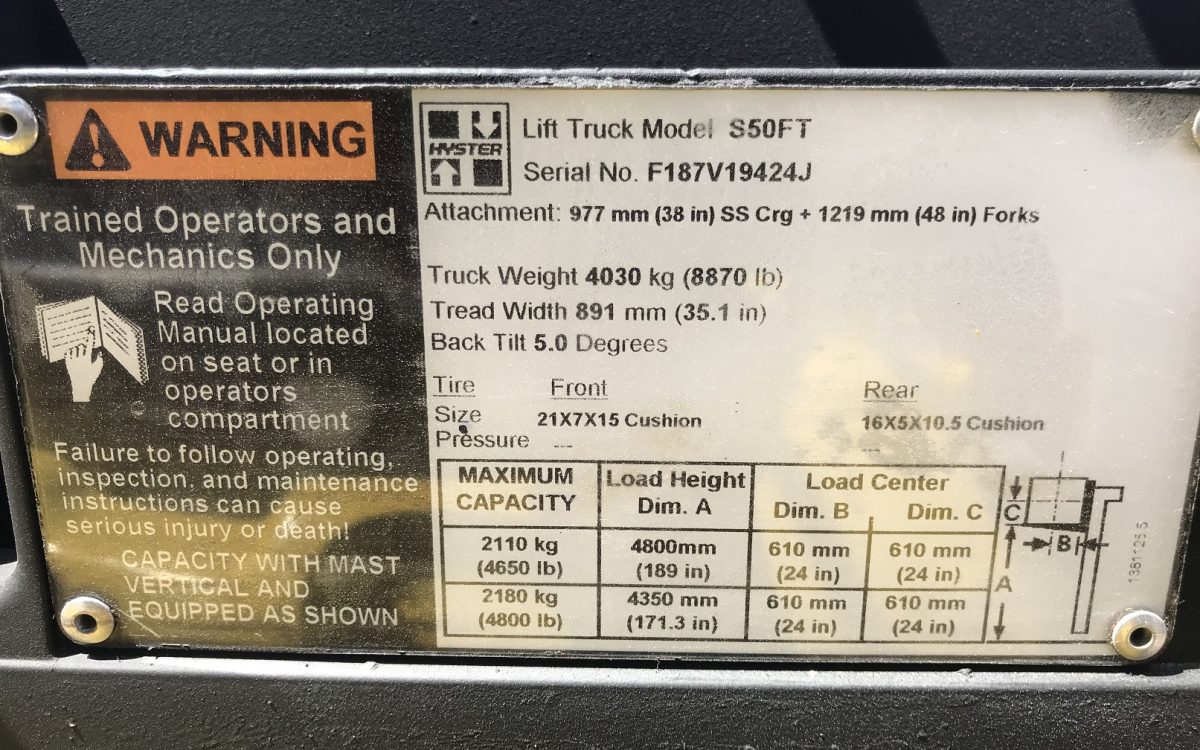 WARNING
Trained Operators and
Mechanics Only
Read Operating
Manual located
on seat or in
operators
compartment
Failure to follow operating,
inspection, and maintenance
instructions can cause
serious injury or death!
CAPACITY WITH MAST
VERTICAL AND
EQUIPPED AS SHOWN
HYSTER
Lift Truck Model S50FT
Serial No. F187V19424J
Attachment: 977 mm (38 in) SS Crg + 1219 mm (48 in) Forks
Truck Weight 4030 kg (8870 lb)
Tread Width 891 mm (35.1 in)
Back Tilt 5.0 Degrees
Tire Front Rear
Size 21X7X15 Cushion 16X5X10.5 Cushion
Pressure --- ---
MAXIMUM CAPACITY Load Height Dim. A Load Center Dim. B Dim. C
2110 kg (4650 lb) 4800mm (189 in) 610 mm (24 in) 610 mm (24 in)
2180 kg (4800 lb) 4350 mm (171.3 in) 610 mm (24 in) 610 mm (24 in)
C
B
A
1381125.5